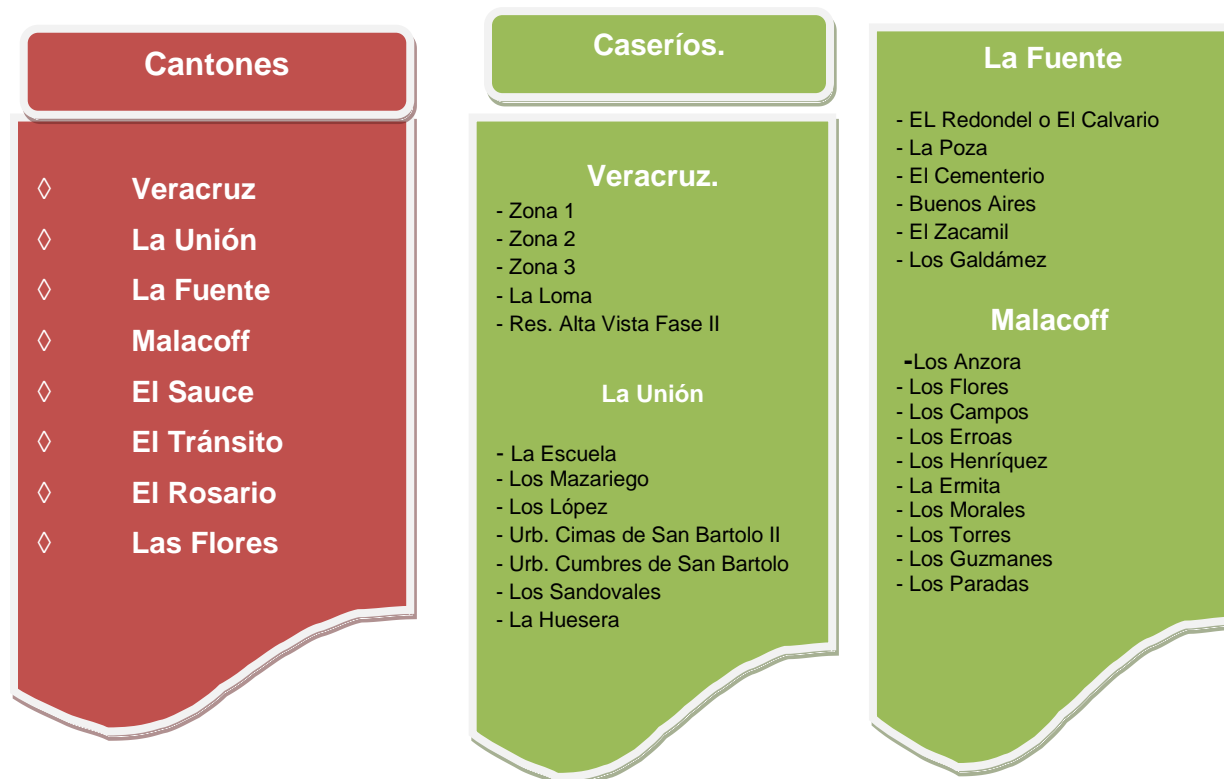 Cantones
◊ Veracruz
◊ La Unión
◊ La Fuente
◊ Malacoff
◊ El Sauce
◊ El Tránsito
◊ El Rosario
◊ Las Flores
Caseríos.
Veracruz.
- Zona 1
- Zona 2
- Zona 3
- La Loma
- Res. Alta Vista Fase II
La Unión
- La Escuela
- Los Mazariego
- Los López
- Urb. Cimas de San Bartolo II
- Urb. Cumbres de San Bartolo
- Los Sandovales
- La Huesera
La Fuente
- EL Redondel o El Calvario
- La Poza
- El Cementerio
- Buenos Aires
- El Zacamil
- Los Galdámez
Malacoff
-Los Anzora
- Los Flores
- Los Campos
- Los Erroas
- Los Henríquez
- La Ermita
- Los Morales
- Los Torres
- Los Guzmanes
- Los Paradas